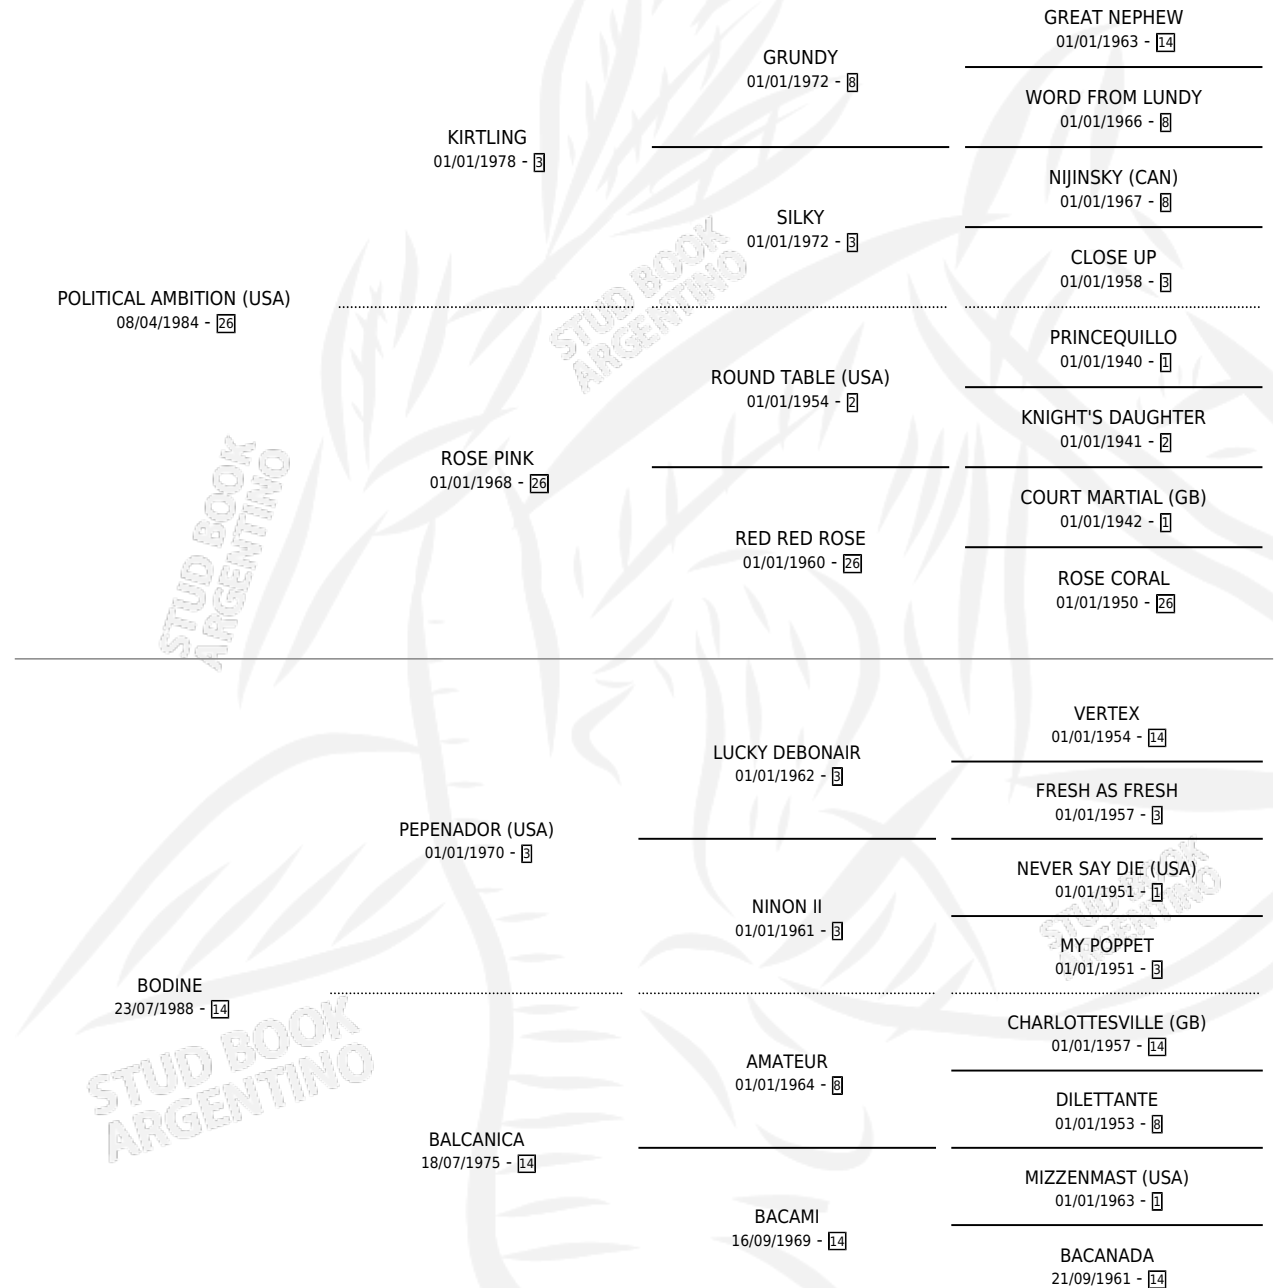 GREAT NEPHEW
01/01/1963 - 14
GRUNDY
01/01/1972 - 8
WORD FROM LUNDY
01/01/1966 - 8
KIRTLING
01/01/1978 - 3
NIJINSKY (CAN)
01/01/1967 - 8
SILKY
01/01/1972 - 3
CLOSE UP
01/01/1958 - 3
STUD BOOK
ARGENTINO
POLITICAL AMBITION (USA)
08/04/1984 - 26
PRINCEQUILLO
01/01/1940 - 1
ROUND TABLE (USA)
01/01/1954 - 2
KNIGHT'S DAUGHTER
01/01/1941 - 2
ROSE PINK
01/01/1968 - 26
COURT MARTIAL (GB)
01/01/1942 - 1
RED RED ROSE
01/01/1960 - 26
ROSE CORAL
01/01/1950 - 26
STUD BOOK
ARGENTINO
VERTEX
01/01/1954 - 14
LUCKY DEBONAIR
01/01/1962 - 3
FRESH AS FRESH
01/01/1957 - 3
PEPENADOR (USA)
01/01/1970 - 3
NEVER SAY DIE (USA)
01/01/1951 - 1
NINON II
01/01/1961 - 3
MY POPPET
01/01/1951 - 3
STUD BOOK
ARGENTINO
BODINE
23/07/1988 - 14
CHARLOTTESVILLE (GB)
01/01/1957 - 14
AMATEUR
01/01/1964 - 8
DILETTANTE
01/01/1953 - 8
BALCANICA
18/07/1975 - 14
MIZZENMAST (USA)
01/01/1963 - 1
BACAMI
16/09/1969 - 14
BACANADA
21/09/1961 - 14
STUD BOOK
ARGENTINO